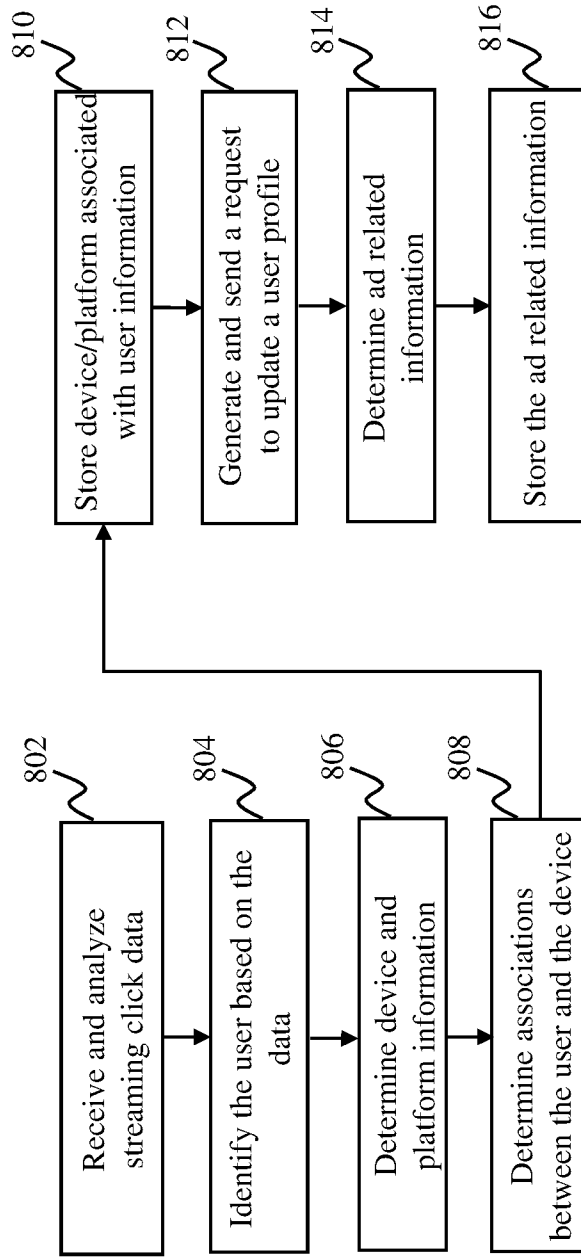 802
Receive and analyze
streaming click data
804
Identify the user based on the
data
806
Determine device and
platform information
808
Determine associations
between the user and the device
810
Store device/platform associated
with user information
812
Generate and send a request
to update a user profile
814
Determine ad related
information
816
Store the ad related information